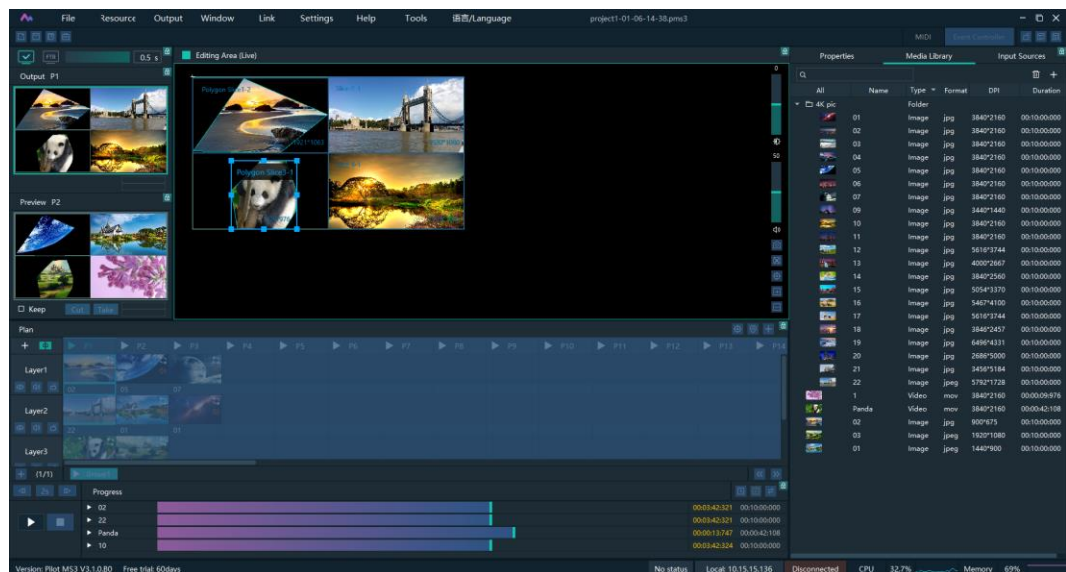 File Resource Output Window Link Settings Help Tools 语言/Language project1-01-06-14-38.pms3
MIDI Event Controller
FTB 0.5 s Editing Area (Live) Properties Media Library Input Sources
Output P1
0
All Name Type Format DPI Duration
4K pic Folder
01 Image jpg 3840*2160 00:10:00:000
02 Image jpg 3840*2160 00:10:00:000
03 Image jpg 3840*2160 00:10:00:000
04 Image jpg 3840*2160 00:10:00:000
05 Image jpg 3840*2160 00:10:00:000
06 Image jpg 3840*2160 00:10:00:000
07 Image jpg 3840*2160 00:10:00:000
09 Image jpg 3440*1440 00:10:00:000
10 Image jpg 3840*2160 00:10:00:000
11 Image jpg 3840*2160 00:10:00:000
12 Image jpg 5616*3744 00:10:00:000
13 Image jpg 4000*2667 00:10:00:000
14 Image jpg 3840*2560 00:10:00:000
15 Image jpg 5054*3370 00:10:00:000
16 Image jpg 5467*4100 00:10:00:000
17 Image jpg 5616*3744 00:10:00:000
18 Image jpg 3846*2457 00:10:00:000
19 Image jpg 6496*4331 00:10:00:000
20 Image jpg 2686*5000 00:10:00:000
21 Image jpg 3456*5184 00:10:00:000
22 Image jpeg 5792*1728 00:10:00:000
1 Video mov 3840*2160 00:00:09:976
Panda Video mov 3840*2160 00:00:42:108
02 Image jpg 900*675 00:10:00:000
03 Image jpeg 1920*1080 00:10:00:000
01 Image jpeg 1440*900 00:10:00:000
Polygon Slice1-2
Polygon Slice3-1
50
Preview P2
Keep Cut Take
Plan
P1 P2 P3 P4 P5 P6 P7 P8 P9 P10 P11 P12 P13 P14
Layer1
02 05 07
Layer2
22 01 01
Layer3
(1/1)
2s Progress
02 00:03:42:321 00:10:00:000
22 00:03:42:321 00:10:00:000
Panda 00:00:13:747 00:00:42:108
10 00:03:42:324 00:10:00:000
Version: Pilot MS3 V3.1.0.B0 Free trial: 60days No status Local: 10.15.15.136 Disconnected CPU 32.7% Memory 69%